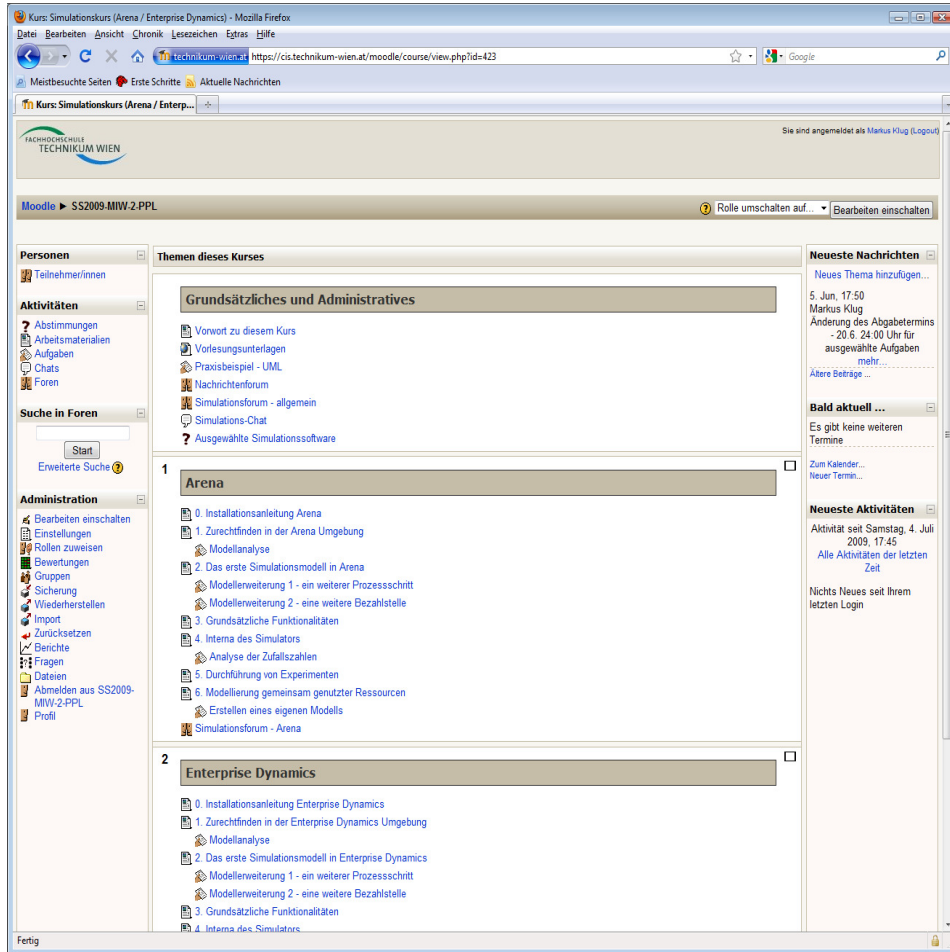 Kurs: Simulationskurs (Arena / Enterprise Dynamics) - Mozilla Firefox
Datei Bearbeiten Ansicht Chronik Lesezeichen Extras Hilfe
technikum-wien.at https://cis.technikum-wien.at/moodle/course/view.php?id=423
Google
Meistbesuchte Seiten Erste Schritte Aktuelle Nachrichten
Kurs: Simulationskurs (Arena / Enterp...
FACHHOCHSCHULE
TECHNIKUM WIEN
Sie sind angemeldet als Markus Klug (Logout)
Moodle ► SS2009-MIW-2-PPL
Rolle umschalten auf...
Bearbeiten einschalten
Personen
Teilnehmer/innen
Aktivitäten
Abstimmungen
Arbeitsmaterialien
Aufgaben
Chats
Foren
Suche in Foren
Start
Erweiterte Suche
Administration
Bearbeiten einschalten
Einstellungen
Rollen zuweisen
Bewertungen
Gruppen
Sicherung
Wiederherstellen
Import
Zurücksetzen
Berichte
Fragen
Dateien
Abmelden aus SS2009-
MIW-2-PPL
Profil
Themen dieses Kurses
Grundsätzliches und Administratives
Vorwort zu diesem Kurs
Vorlesungsunterlagen
Praxisbeispiel - UML
Nachrichtenforum
Simulationsforum - allgemein
Simulations-Chat
Ausgewählte Simulationssoftware
1
Arena
0. Installationsanleitung Arena
1. Zurechtfinden in der Arena Umgebung
Modellanalyse
2. Das erste Simulationsmodell in Arena
Modellerweiterung 1 - ein weiterer Prozessschritt
Modellerweiterung 2 - eine weitere Bezahlstelle
3. Grundsätzliche Funktionalitäten
4. Interna des Simulators
Analyse der Zufallszahlen
5. Durchführung von Experimenten
6. Modellierung gemeinsam genutzter Ressourcen
Erstellen eines eigenen Modells
Simulationsforum - Arena
2
Enterprise Dynamics
0. Installationsanleitung Enterprise Dynamics
1. Zurechtfinden in der Enterprise Dynamics Umgebung
Modellanalyse
2. Das erste Simulationsmodell in Enterprise Dynamics
Modellerweiterung 1 - ein weiterer Prozessschritt
Modellerweiterung 2 - eine weitere Bezahlstelle
3. Grundsätzliche Funktionalitäten
4. Interna des Simulators
Neueste Nachrichten
Neues Thema hinzufügen...
5. Jun, 17:50
Markus Klug
Änderung des Abgabetermins
- 20.6. 24:00 Uhr für
ausgewählte Aufgaben
mehr...
Ältere Beiträge ...
Bald aktuell ...
Es gibt keine weiteren
Termine
Zum Kalender...
Neuer Termin...
Neueste Aktivitäten
Aktivität seit Samstag, 4. Juli
2009, 17:45
Alle Aktivitäten der letzten
Zeit
Nichts Neues seit Ihrem
letzten Login
Fertig